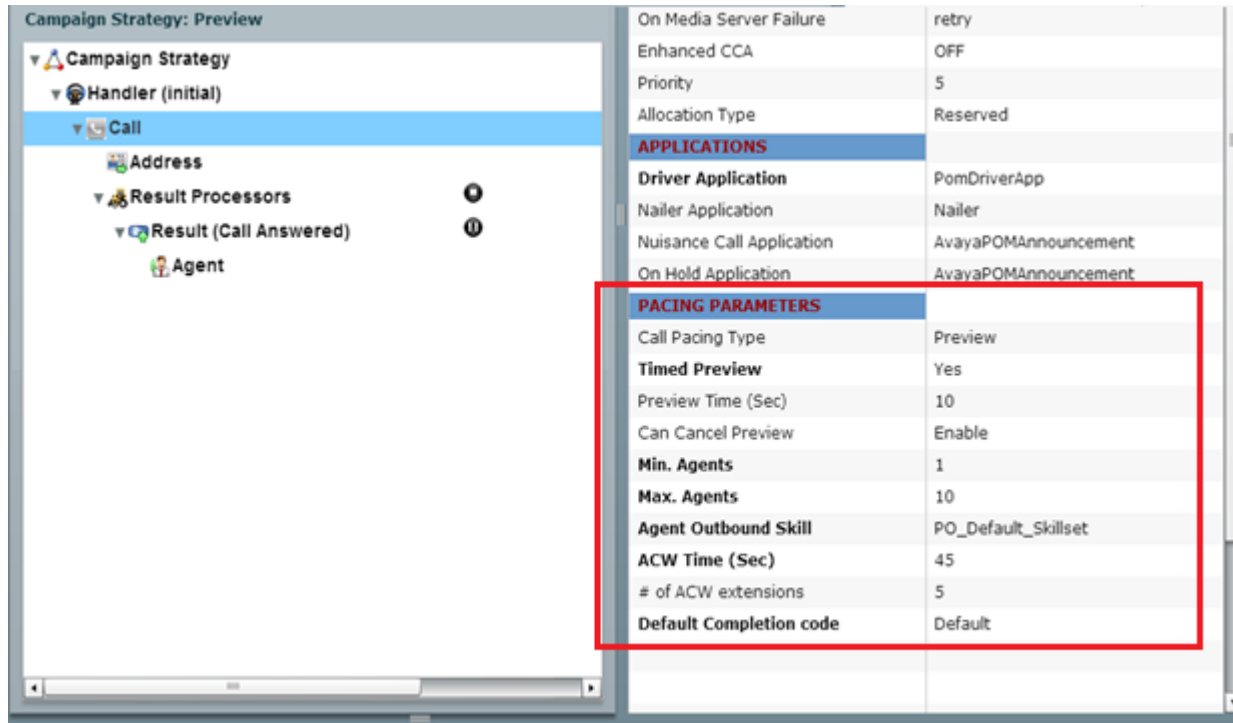 Campaign Strategy: Preview
Campaign Strategy
Handler (initial)
Call
Address
Result Processors
Result (Call Answered)
Agent
On Media Server Failure retry
Enhanced CCA OFF
Priority 5
Allocation Type Reserved
APPLICATIONS
Driver Application PomDriverApp
Nailer Application Nailer
Nuisance Call Application AvayaPOMAnnouncement
On Hold Application AvayaPOMAnnouncement
PACING PARAMETERS
Call Pacing Type Preview
Timed Preview Yes
Preview Time (Sec) 10
Can Cancel Preview Enable
Min. Agents 1
Max. Agents 10
Agent Outbound Skill PO_Default_Skillset
ACW Time (Sec) 45
# of ACW extensions 5
Default Completion code Default